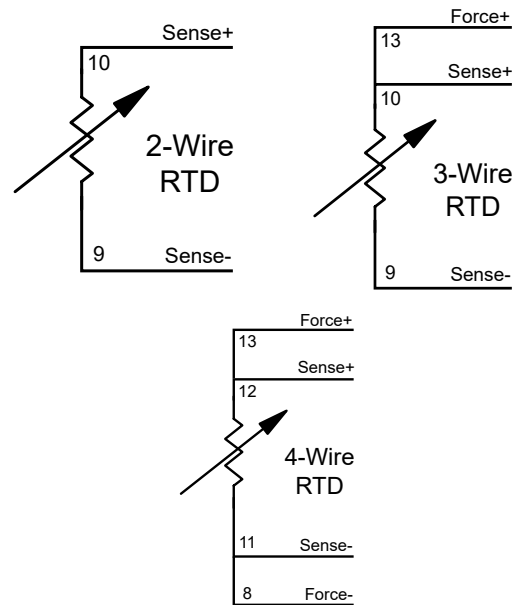 Sense+
10
2-Wire
RTD
9
Sense-
Force+
13
Sense+
10
3-Wire
RTD
9
Sense-
Force+
13
Sense+
12
4-Wire
RTD
11
Sense-
8
Force-